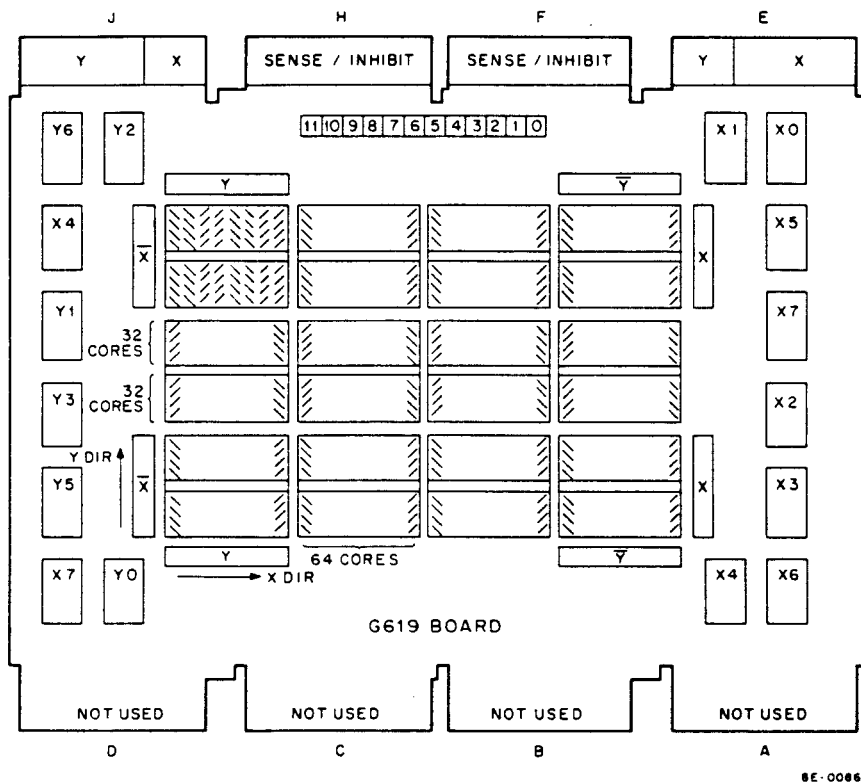 J H F E
Y X SENSE / INHIBIT SENSE / INHIBIT Y X
11 10 9 8 7 6 5 4 3 2 1 0
Y6 Y2 X1 X0
Y Y̅
X4 X5
X̅ X
Y1 X7
32
CORES
32
CORES
Y3 X2
Y DIR
X̅ X
Y5 X3
Y Y̅
64 CORES
X DIR
X7 Y0 X4 X6
G619 BOARD
NOT USED NOT USED NOT USED NOT USED
D C B A
8E-0086